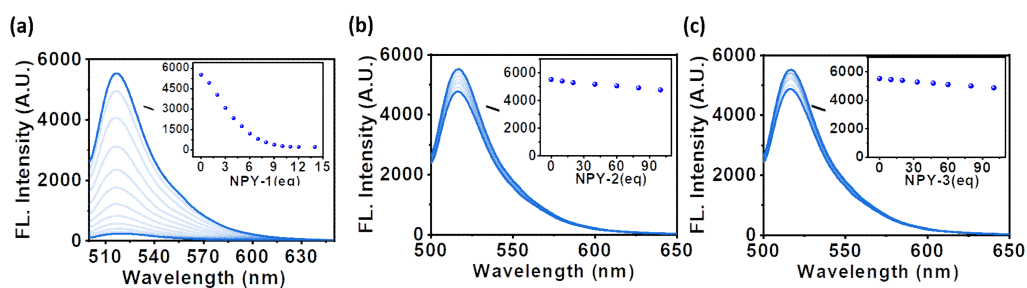 (a)
FL. Intensity (A.U.)
6000
4000
2000
0
510 540 570 600 630
Wavelength (nm)
6000
4500
3000
1500
0
0 3 6 9 12 15
NPY-1(eq)
I
(b)
FL. Intensity (A.U.)
6000
4000
2000
0
500 550 600 650
Wavelength (nm)
6000
4000
2000
0
0 30 60 90
NPY-2(eq)
I
(c)
FL. Intensity (A.U.)
6000
4000
2000
0
500 550 600 650
Wavelength (nm)
6000
4000
2000
0
0 30 60 90
NPY-3(eq)
I